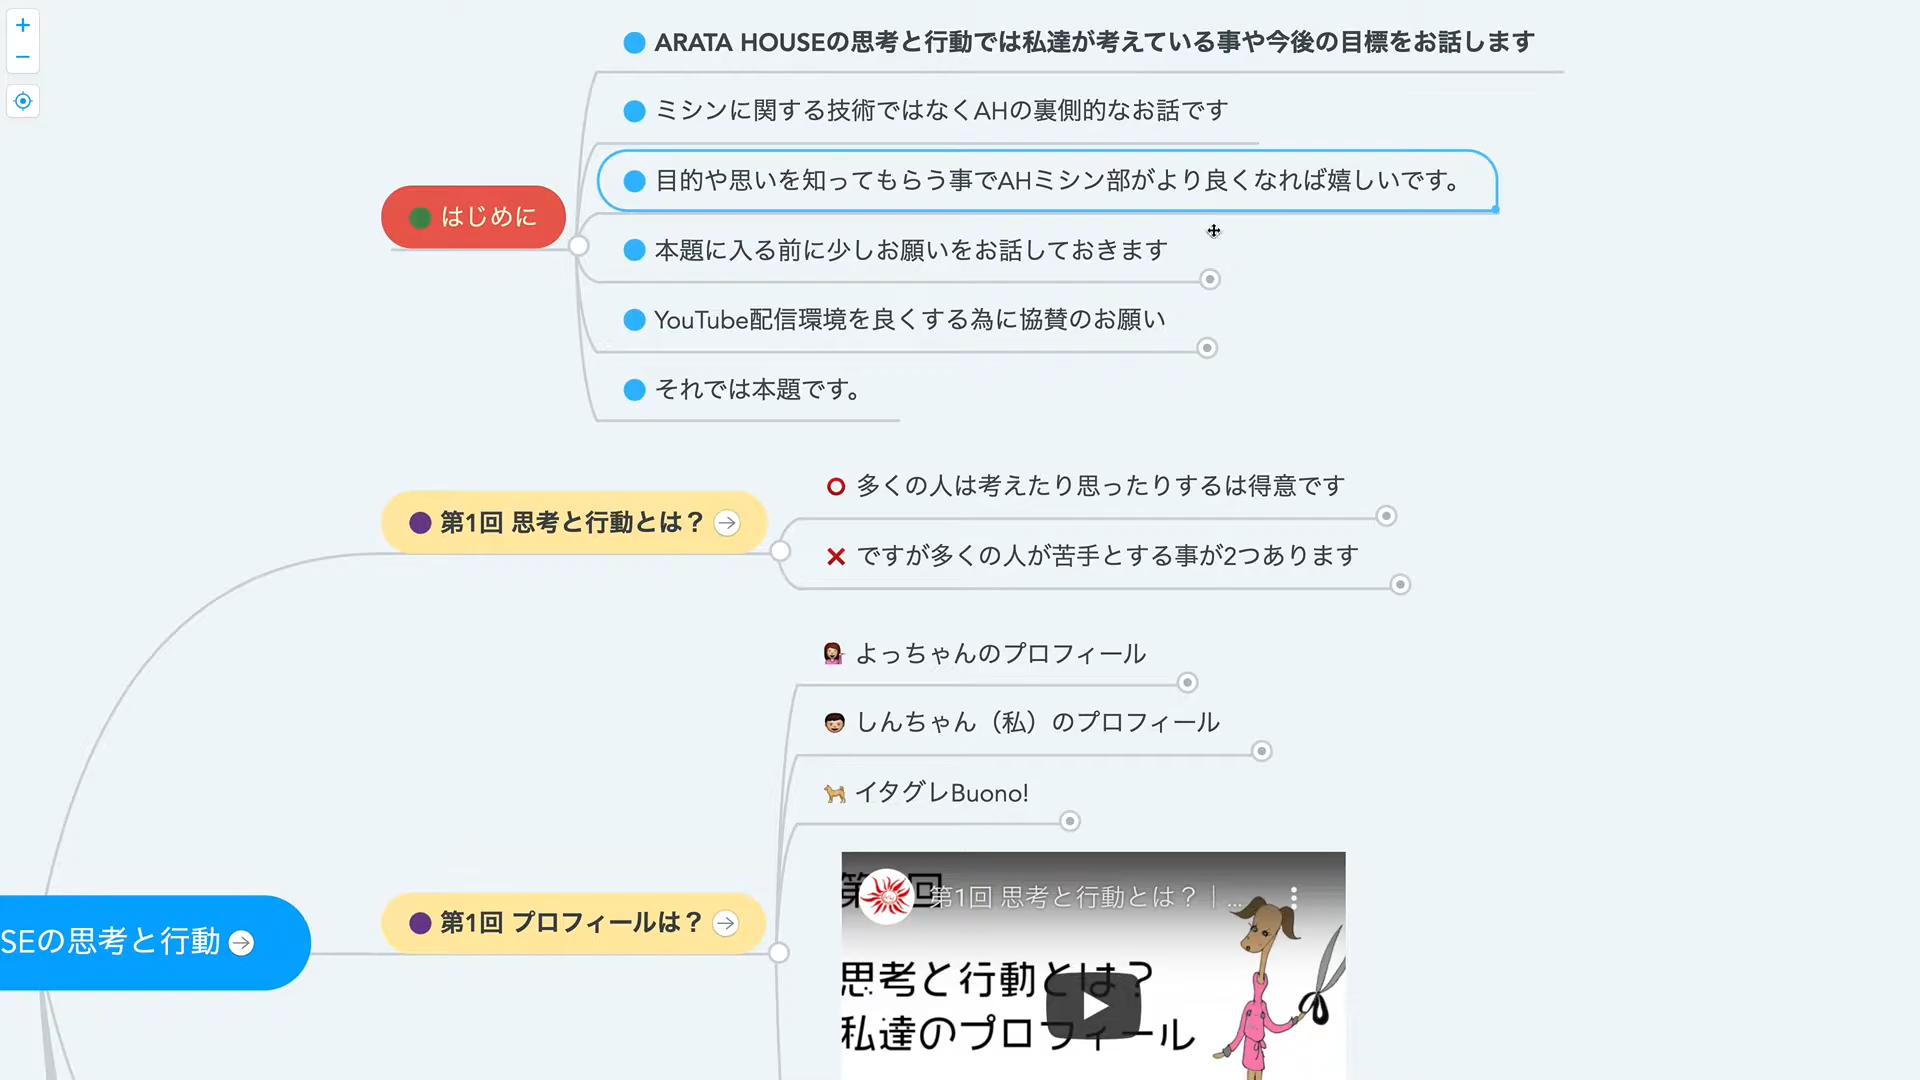 ARATA HOUSEの思考と行動では私達が考えている事や今後の目標をお話します
ミシンに関する技術ではなくAHの裏側的なお話です
目的や思いを知ってもらう事でAHミシン部がより良くなれば嬉しいです。
はじめに
本題に入る前に少しお願いをお話しておきます
YouTube配信環境を良くする為に協賛のお願い
それでは本題です。
多くの人は考えたり思ったりするは得意です
第1回 思考と行動とは？
ですが多くの人が苦手とする事が2つあります
よっちゃんのプロフィール
しんちゃん（私）のプロフィール
イタグレBuono!
第1回 思考と行動とは？｜...
第1回 プロフィールは？
SEの思考と行動
思考と行動とは?
私達のプロフィール